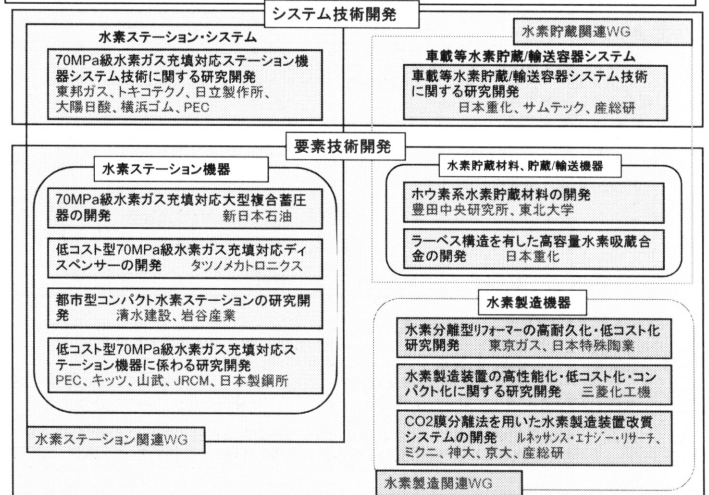 システム技術開発
水素貯蔵関連WG
水素ステーション・システム
70MPa級水素ガス充填対応ステーション機
器システム技術に関する研究開発
東邦ガス、トキコテクノ、日立製作所、
大陽日酸、横浜ゴム、PEC
車載等水素貯蔵/輸送容器システム
車載等水素貯蔵/輸送容器システム技術
に関する研究開発
日本重化、サムテック、産総研
要素技術開発
水素ステーション機器
70MPa級水素ガス充填対応大型複合蓄圧
器の開発 新日本石油
低コスト型70MPa級水素ガス充填対応ディ
スペンサーの開発 タツノメカトロニクス
都市型コンパクト水素ステーションの研究開
発 清水建設、岩谷産業
低コスト型70MPa級水素ガス充填対応ス
テーション機器に係わる研究開発
PEC、キッツ、山武、JRCM、日本製鋼所
水素ステーション関連WG
水素貯蔵材料、貯蔵/輸送機器
ホウ素系水素貯蔵材料の開発
豊田中央研究所、東北大学
ラーベス構造を有した高容量水素吸蔵合
金の開発 日本重化
水素製造機器
水素分離型リフォーマーの高耐久化・低コスト化
研究開発 東京ガス、日本特殊陶業
水素製造装置の高性能化・低コスト化・コン
パクト化に関する研究開発 三菱化工機
CO2膜分離法を用いた水素製造装置改質
システムの開発 ルネッサンス・エナジー・リサーチ、
ミクニ、神大、京大、産総研
水素製造関連WG